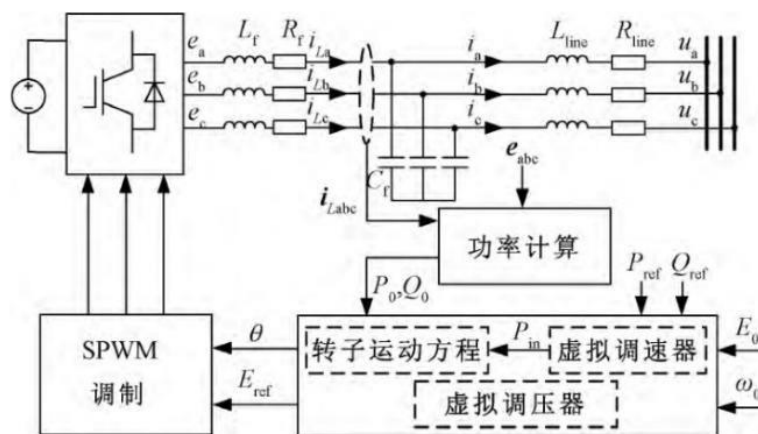 e_a L_f R_f i_La i_a L_line R_line u_a
e_b i_Lb i_b u_b
e_c i_Lc i_c u_c
C_f
e_abc
i_Labc
功率计算
P_ref Q_ref
P_0,Q_0
SPWM
调制
θ
E_ref
转子运动方程
P_in
虚拟调速器
虚拟调压器
E_0
ω_0